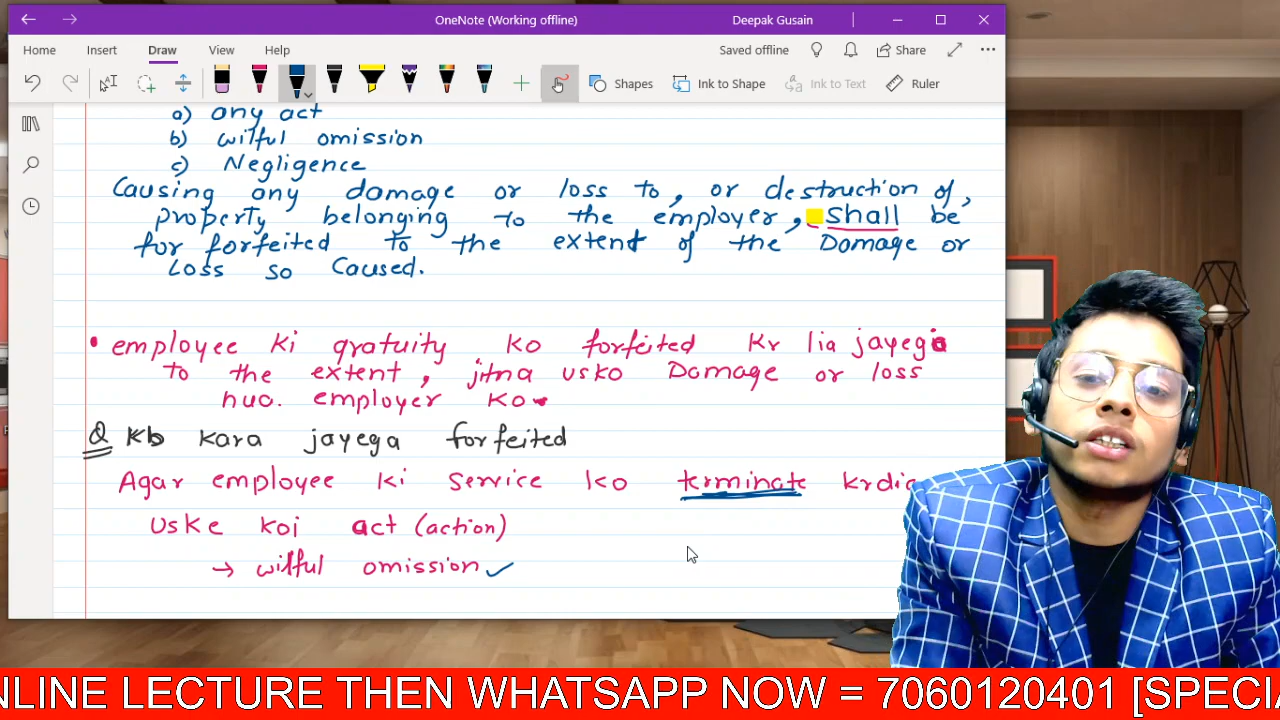 OneNote (Working offline)
Deepak Gusain
Home
Insert
Draw
View
Help
Saved offline
Share
Shapes
Ink to Shape
Ink to Text
Ruler
a) any act
b) wilful omission
c) Negligence
Causing any damage or loss to, or destruction of,
property belonging to the employer, shall be
for forfeited to the extent of the Damage or
Loss so Caused.
• employee ki gratuity ko forfeited Kr lia jayega
to the extent, jitna usko Damage or loss
hua. employer ko
Q Kb kara jayega forfeited
Agar employee ki service ko terminate krdia
uske koi act (action)
→ wilful omission ✓
NLINE LECTURE THEN WHATSAPP NOW = 7060120401 [SPECIA